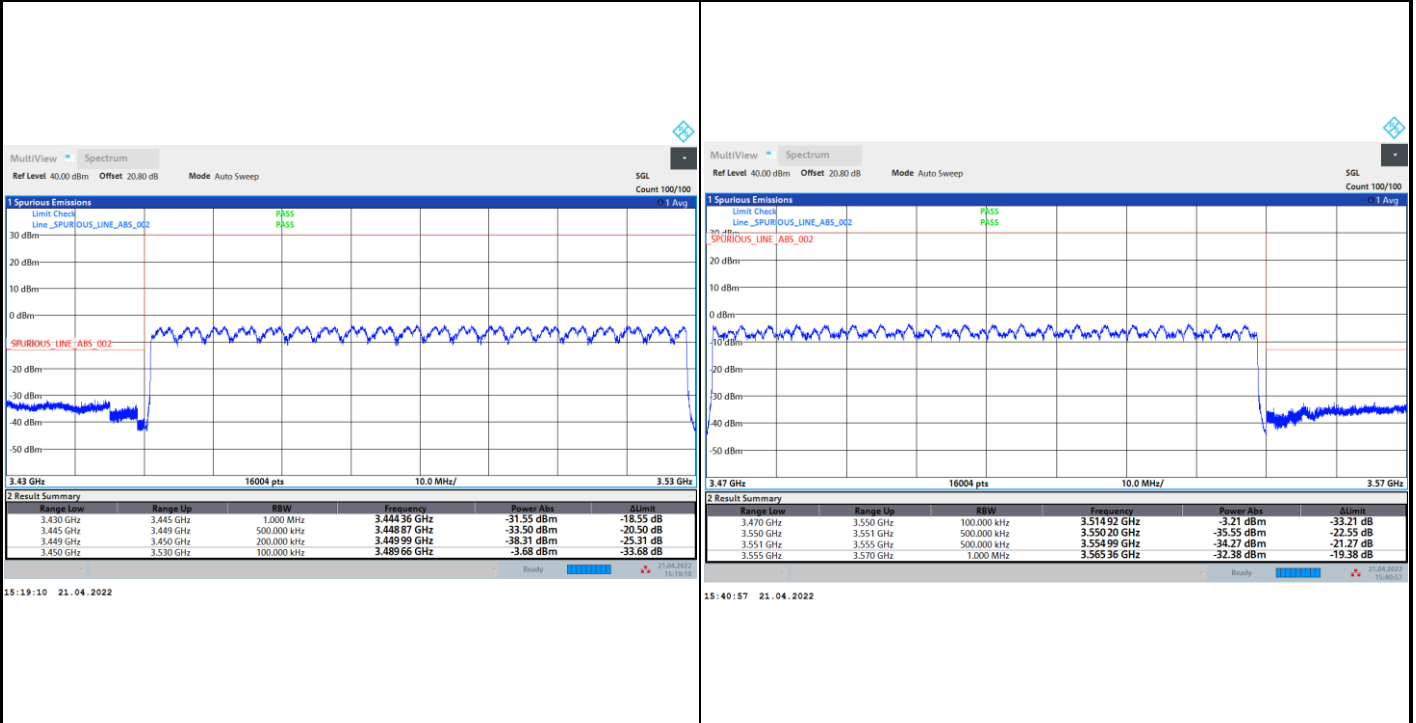 MultiView Spectrum
Ref Level 40.00 dBm Offset 20.80 dB Mode Auto Sweep SGL
Count 100/100
1 Spurious Emissions 1 Avg
Limit Check PASS
Line _SPURIOUS_LINE_ABS_002 PASS
30 dBm
20 dBm
10 dBm
0 dBm
_SPURIOUS_LINE_ABS_002
-20 dBm
-30 dBm
-40 dBm
-50 dBm
3.43 GHz 16004 pts 10.0 MHz/ 3.53 GHz
2 Result Summary
Range Low Range Up RBW Frequency Power Abs ΔLimit
3.430 GHz 3.445 GHz 1.000 MHz 3.444 36 GHz -31.55 dBm -18.55 dB
3.445 GHz 3.449 GHz 500.000 kHz 3.448 87 GHz -33.50 dBm -20.50 dB
3.449 GHz 3.450 GHz 200.000 kHz 3.449 99 GHz -38.31 dBm -25.31 dB
3.450 GHz 3.530 GHz 100.000 kHz 3.489 66 GHz -3.68 dBm -33.68 dB
Ready 21.04.2022
15:19:10
15:19:10 21.04.2022
MultiView Spectrum
Ref Level 40.00 dBm Offset 20.80 dB Mode Auto Sweep SGL
Count 100/100
1 Spurious Emissions 1 Avg
Limit Check PASS
Line _SPURIOUS_LINE_ABS_002 PASS
30 dBm
_SPURIOUS_LINE_ABS_002
20 dBm
10 dBm
0 dBm
-10 dBm
-20 dBm
-30 dBm
-40 dBm
-50 dBm
3.47 GHz 16004 pts 10.0 MHz/ 3.57 GHz
2 Result Summary
Range Low Range Up RBW Frequency Power Abs ΔLimit
3.470 GHz 3.550 GHz 100.000 kHz 3.514 92 GHz -3.21 dBm -33.21 dB
3.550 GHz 3.551 GHz 500.000 kHz 3.550 20 GHz -35.55 dBm -22.55 dB
3.551 GHz 3.555 GHz 500.000 kHz 3.554 99 GHz -34.27 dBm -21.27 dB
3.555 GHz 3.570 GHz 1.000 MHz 3.565 36 GHz -32.38 dBm -19.38 dB
Ready 21.04.2022
15:40:57
15:40:57 21.04.2022